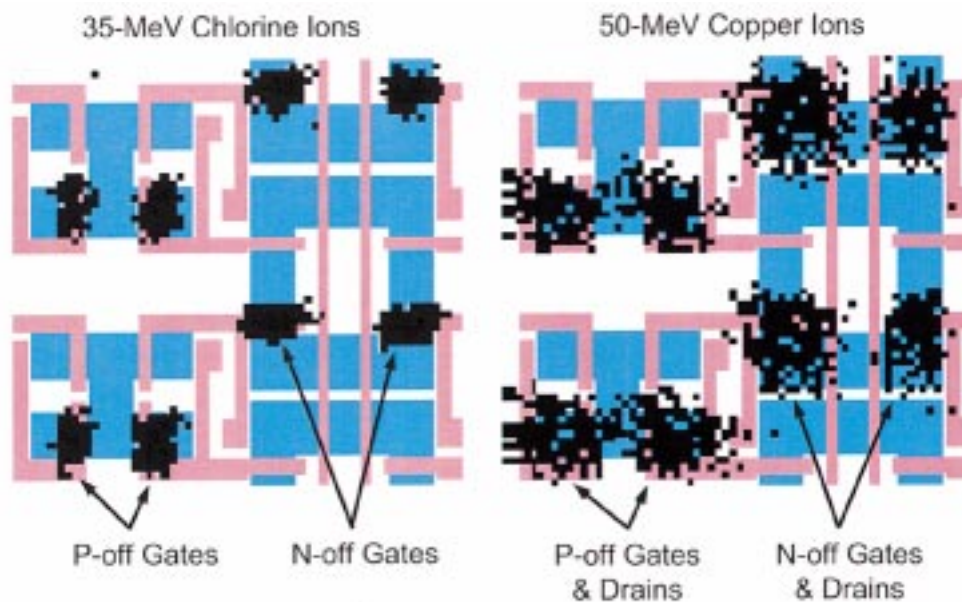 35-MeV Chlorine Ions
50-MeV Copper Ions
P-off Gates
N-off Gates
P-off Gates
& Drains
N-off Gates
& Drains